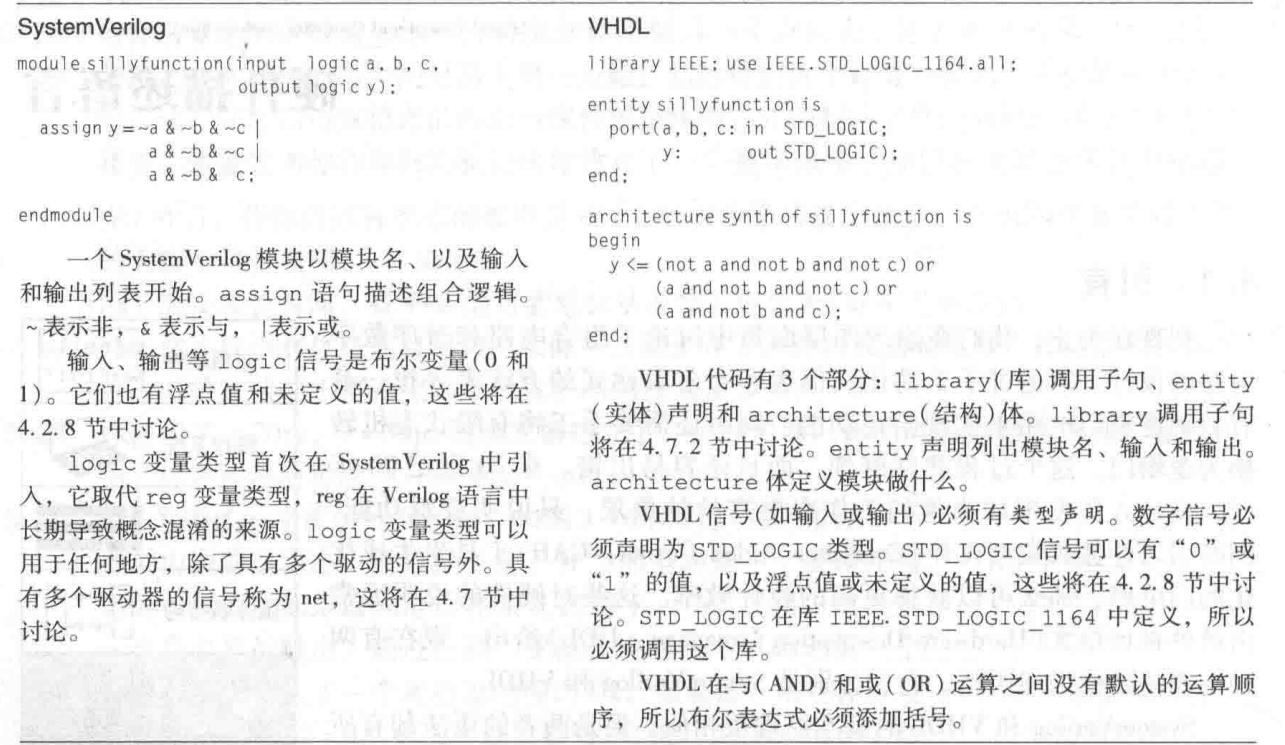 SystemVerilog
module sillyfunction(input logic a, b, c,
output logic y);
assign y = ~a & ~b & ~c |
a & ~b & ~c |
a & ~b & c;
endmodule
一个 SystemVerilog 模块以模块名、以及输入
和输出列表开始。assign 语句描述组合逻辑。
~表示非，& 表示与，|表示或。
输入、输出等 logic 信号是布尔变量(0 和
1)。它们也有浮点值和未定义的值，这些将在
4.2.8 节中讨论。
logic 变量类型首次在 SystemVerilog 中引
入，它取代 reg 变量类型，reg 在 Verilog 语言中
长期导致概念混淆的来源。logic 变量类型可以
用于任何地方，除了具有多个驱动的信号外。具
有多个驱动器的信号称为 net，这将在 4.7 节中
讨论。
VHDL
library IEEE; use IEEE.STD_LOGIC_1164.all;
entity sillyfunction is
port(a, b, c: in STD_LOGIC;
y: out STD_LOGIC);
end;
architecture synth of sillyfunction is
begin
y <= (not a and not b and not c) or
(a and not b and not c) or
(a and not b and c);
end;
VHDL 代码有 3 个部分：library(库)调用子句、entity
(实体)声明和 architecture(结构)体。library 调用子句
将在 4.7.2 节中讨论。entity 声明列出模块名、输入和输出。
architecture 体定义模块做什么。
VHDL 信号(如输入或输出)必须有类型声明。数字信号必
须声明为 STD_LOGIC 类型。STD_LOGIC 信号可以有“0”或
“1”的值，以及浮点值或未定义的值，这些将在 4.2.8 节中讨
论。STD_LOGIC 在库 IEEE.STD_LOGIC_1164 中定义，所以
必须调用这个库。
VHDL 在与(AND)和或(OR)运算之间没有默认的运算顺
序，所以布尔表达式必须添加括号。